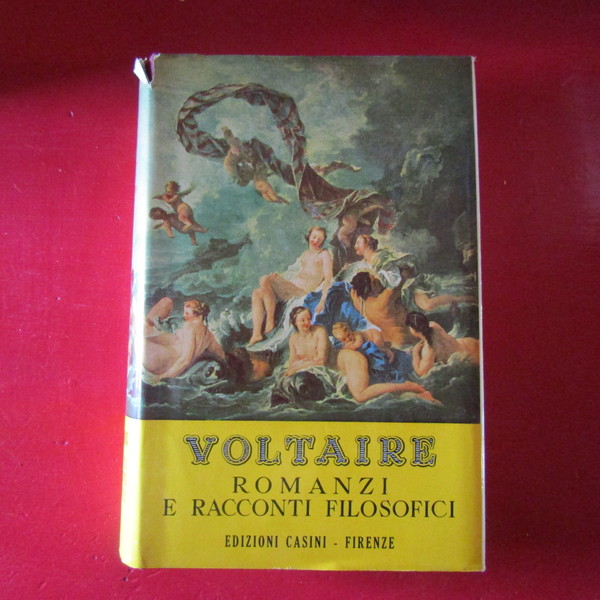 VOLTAIRE
ROMANZI
E RACCONTI FILOSOFICI
EDIZIONI CASINI - FIRENZE